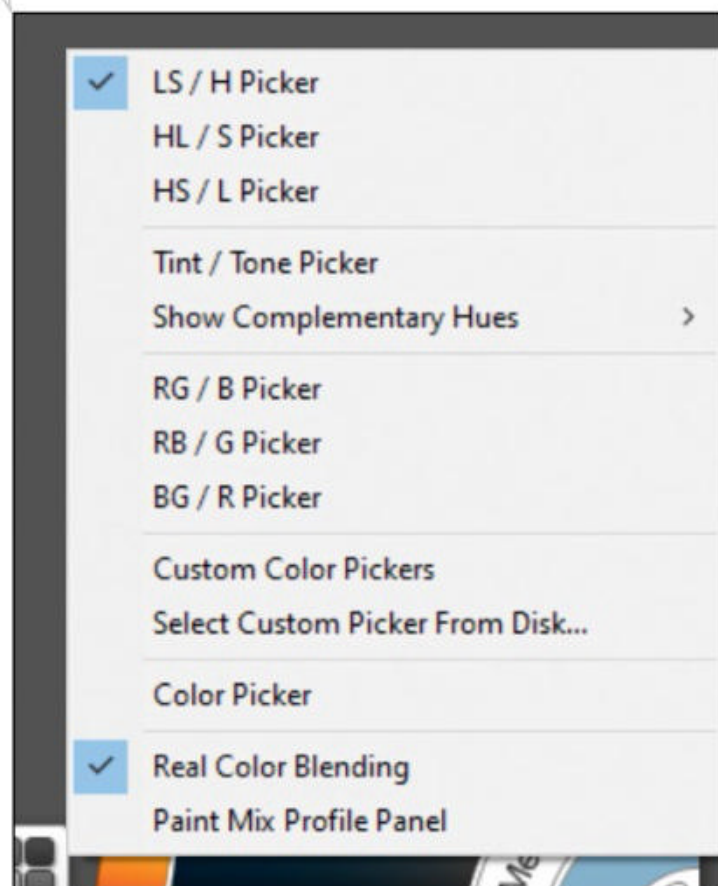 LS / H Picker
HL / S Picker
HS / L Picker
Tint / Tone Picker
Show Complementary Hues
RG / B Picker
RB / G Picker
BG / R Picker
Custom Color Pickers
Select Custom Picker From Disk...
Color Picker
Real Color Blending
Paint Mix Profile Panel